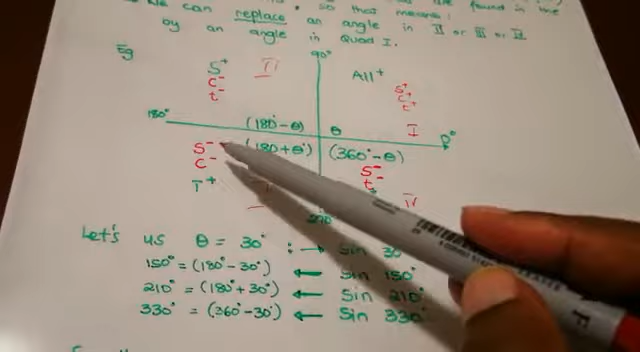 We can replace an angle in II or III or IV
by an angle in Quad I.
Eg
90°
S⁺ II All⁺
C⁻ S⁺
t⁻ C⁺
t⁺
180° (180°-θ) θ I 0°
S⁻ (180°+θ) (360°-θ)
C⁻ S⁻
T⁺ t⁻
IV
270°
Let's us θ = 30° : → Sin 30
150° = (180°-30°) ← Sin 150°
210° = (180°+30°) ← Sin 210°
330° = (360°-30°) ← Sin 330°